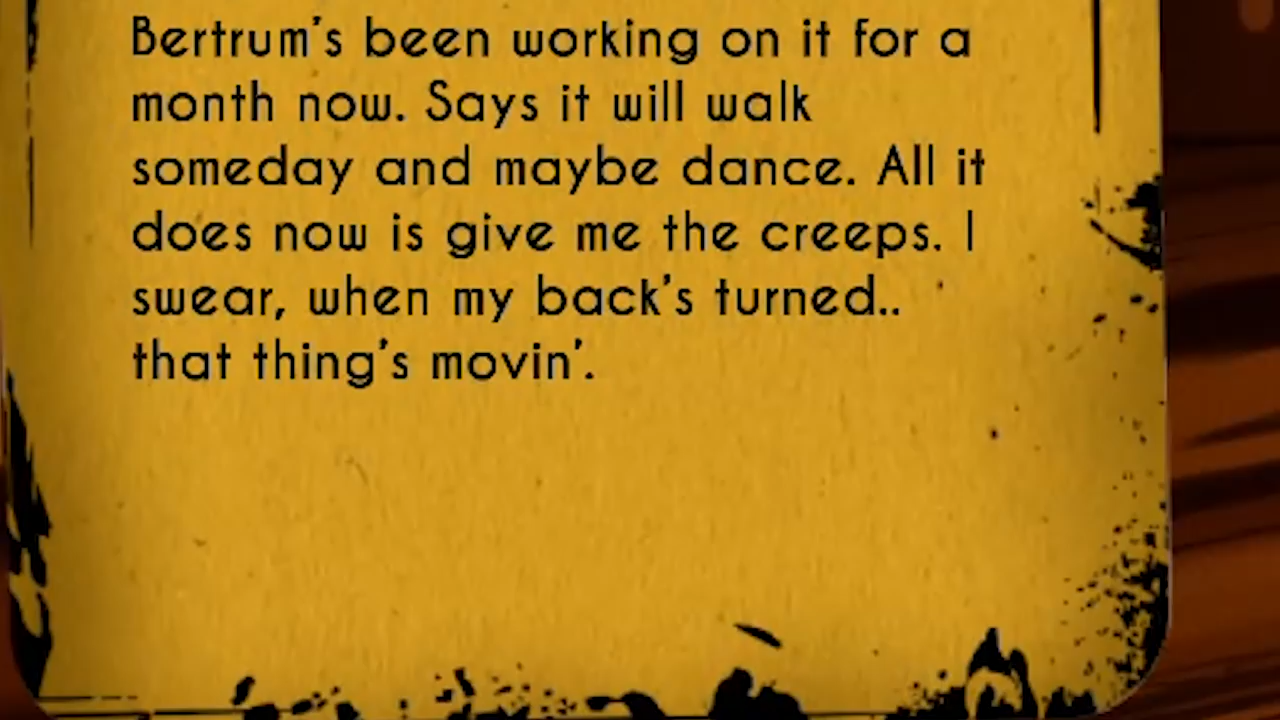 Bertrum's been working on it for a
month now. Says it will walk
someday and maybe dance. All it
does now is give me the creeps. I
swear, when my back's turned..
that thing's movin'.